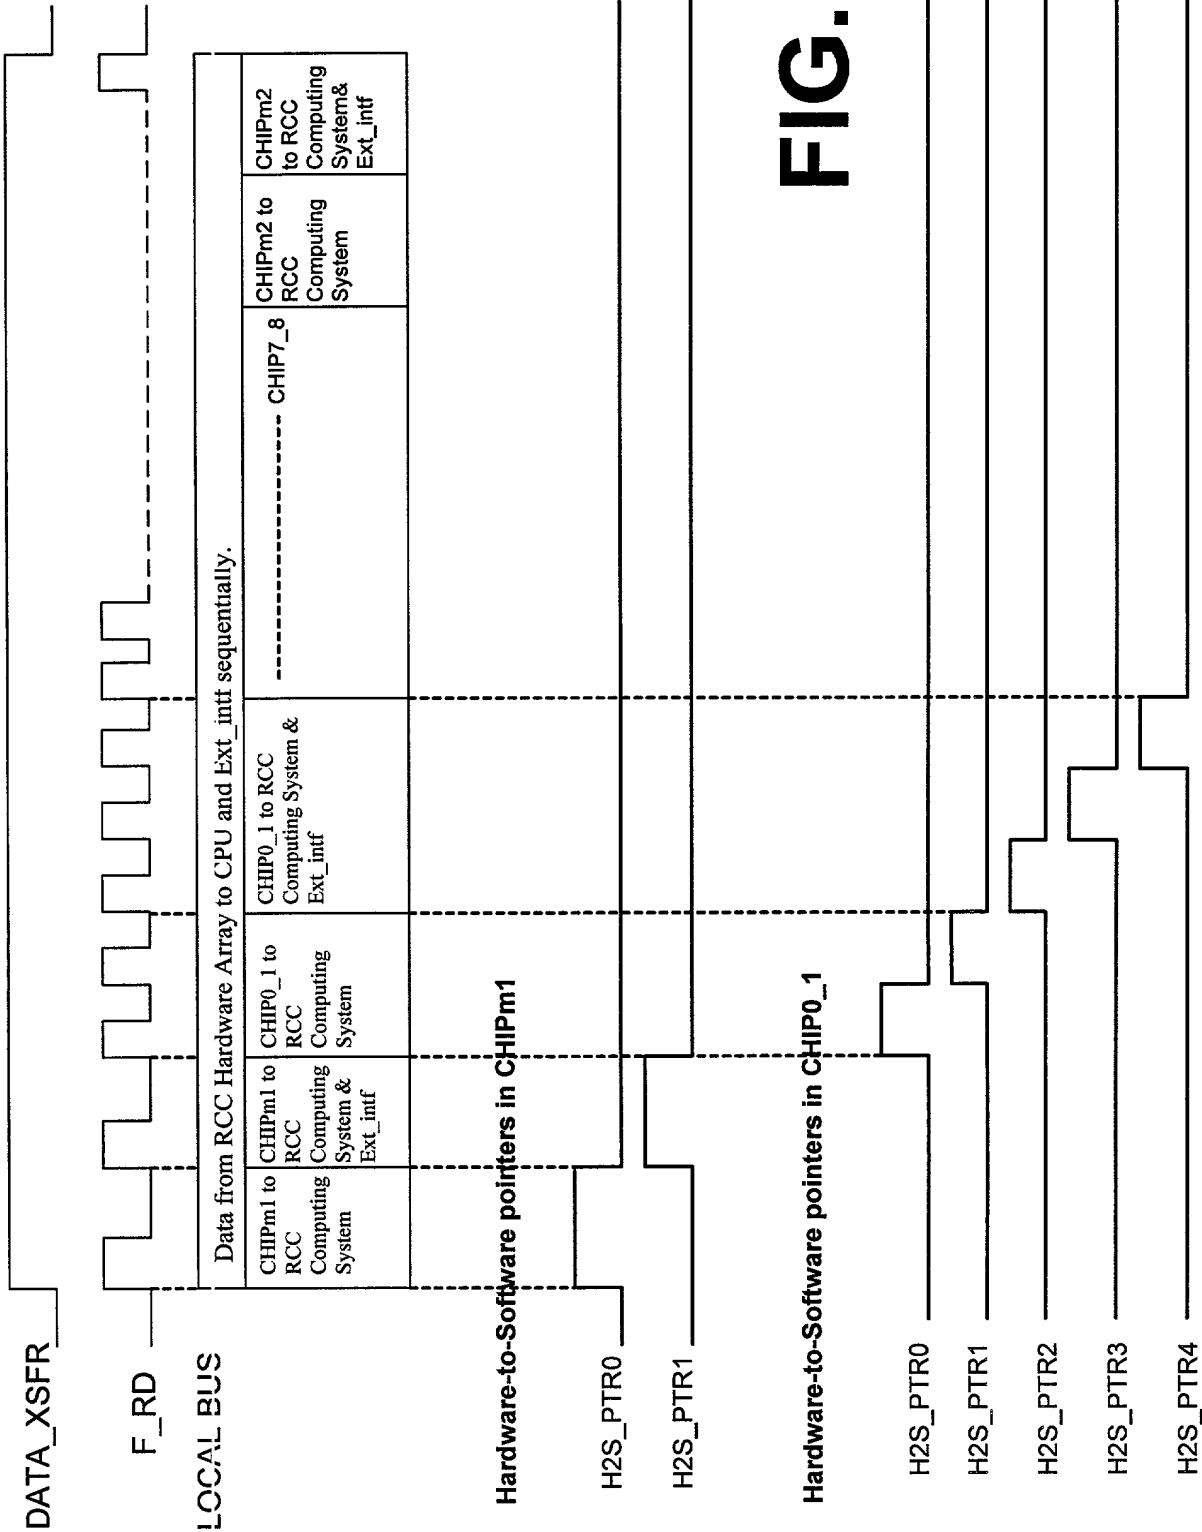 DATA_XSFR
F_RD
LOCAL BUS
Data from RCC Hardware Array to CPU and Ext_intf sequentially.
CHIPm1 to
RCC
Computing
System
CHIPm1 to
RCC
Computing
System &
Ext_intf
CHIP0_1 to
RCC
Computing
System
CHIP0_1 to RCC
Computing System &
Ext_intf
CHIP7_8
CHIPm2 to
RCC
Computing
System
CHIPm2
to RCC
Computing
System&
Ext_intf
Hardware-to-Software pointers in CHIPm1
H2S_PTR0
H2S_PTR1
Hardware-to-Software pointers in CHIP0_1
H2S_PTR0
H2S_PTR1
H2S_PTR2
H2S_PTR3
H2S_PTR4
FIG.